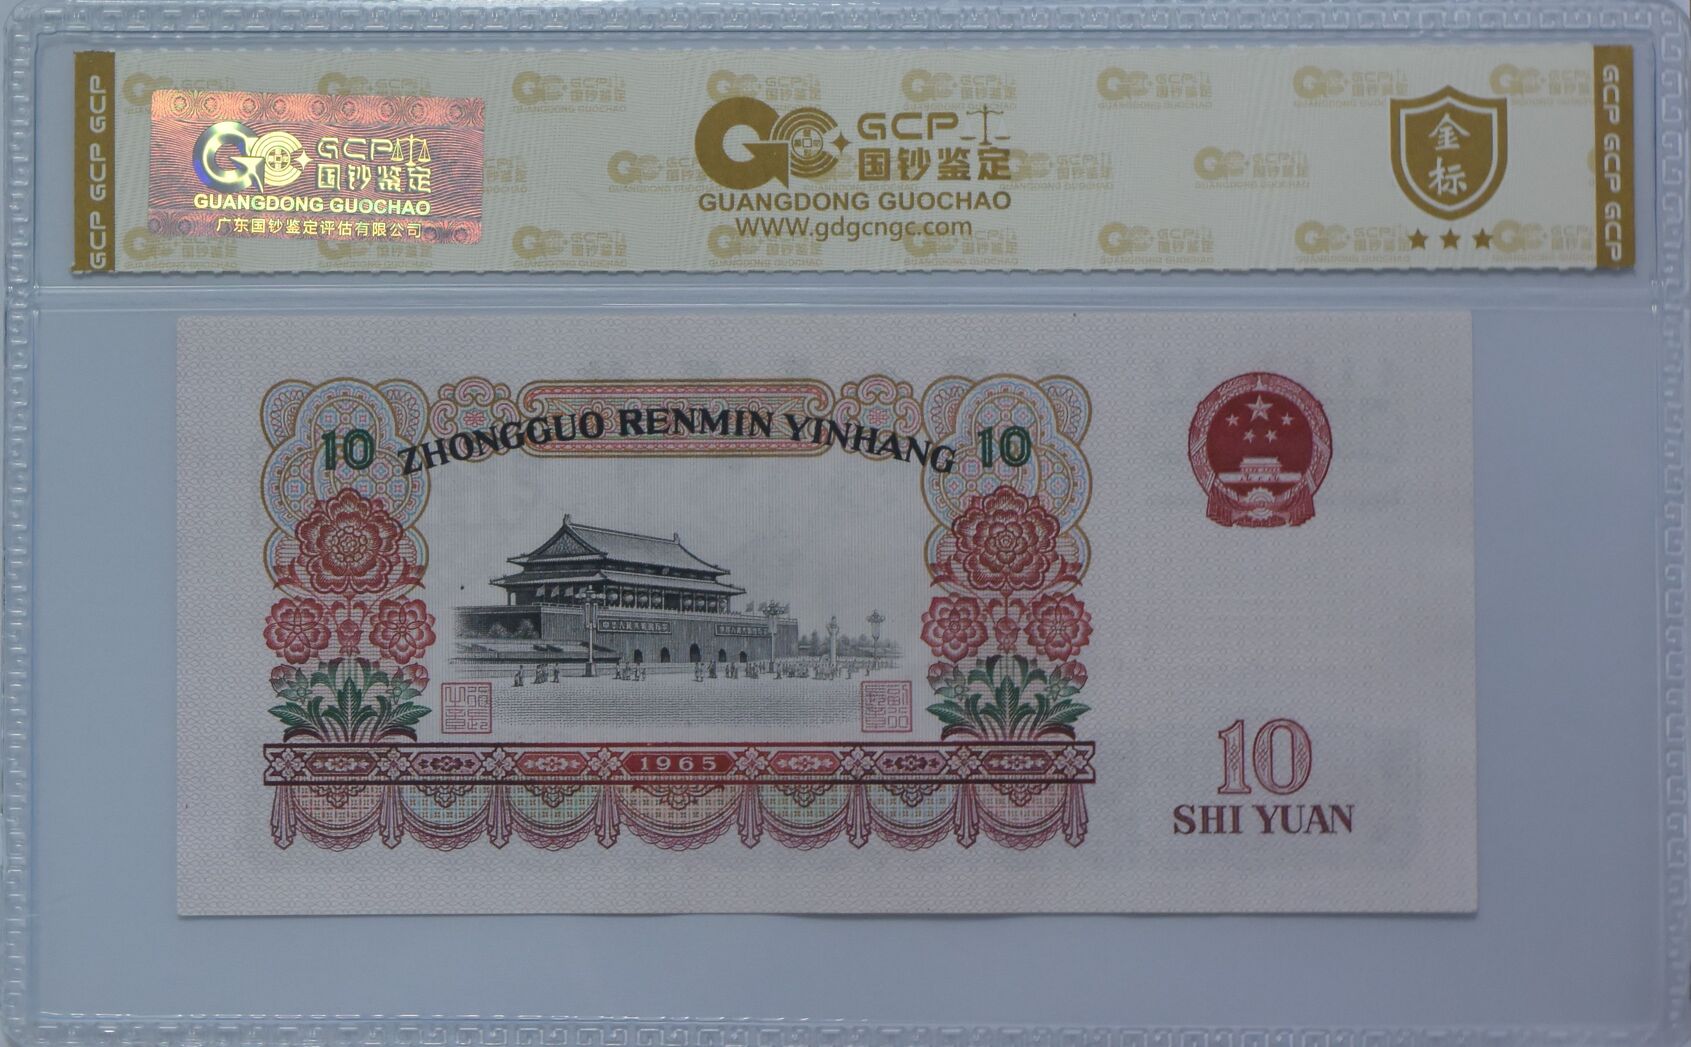 GCP GCP
GCP
国钞鉴定
GUANGDONG GUOCHAO
广东国钞鉴定评估有限公司
GCP
国钞鉴定
GUANGDONG GUOCHAO
WWW.gdgcngc.com
金标
GCP GCP GCP
10 ZHONGGUO RENMIN YINHANG 10
1965
10
SHI YUAN